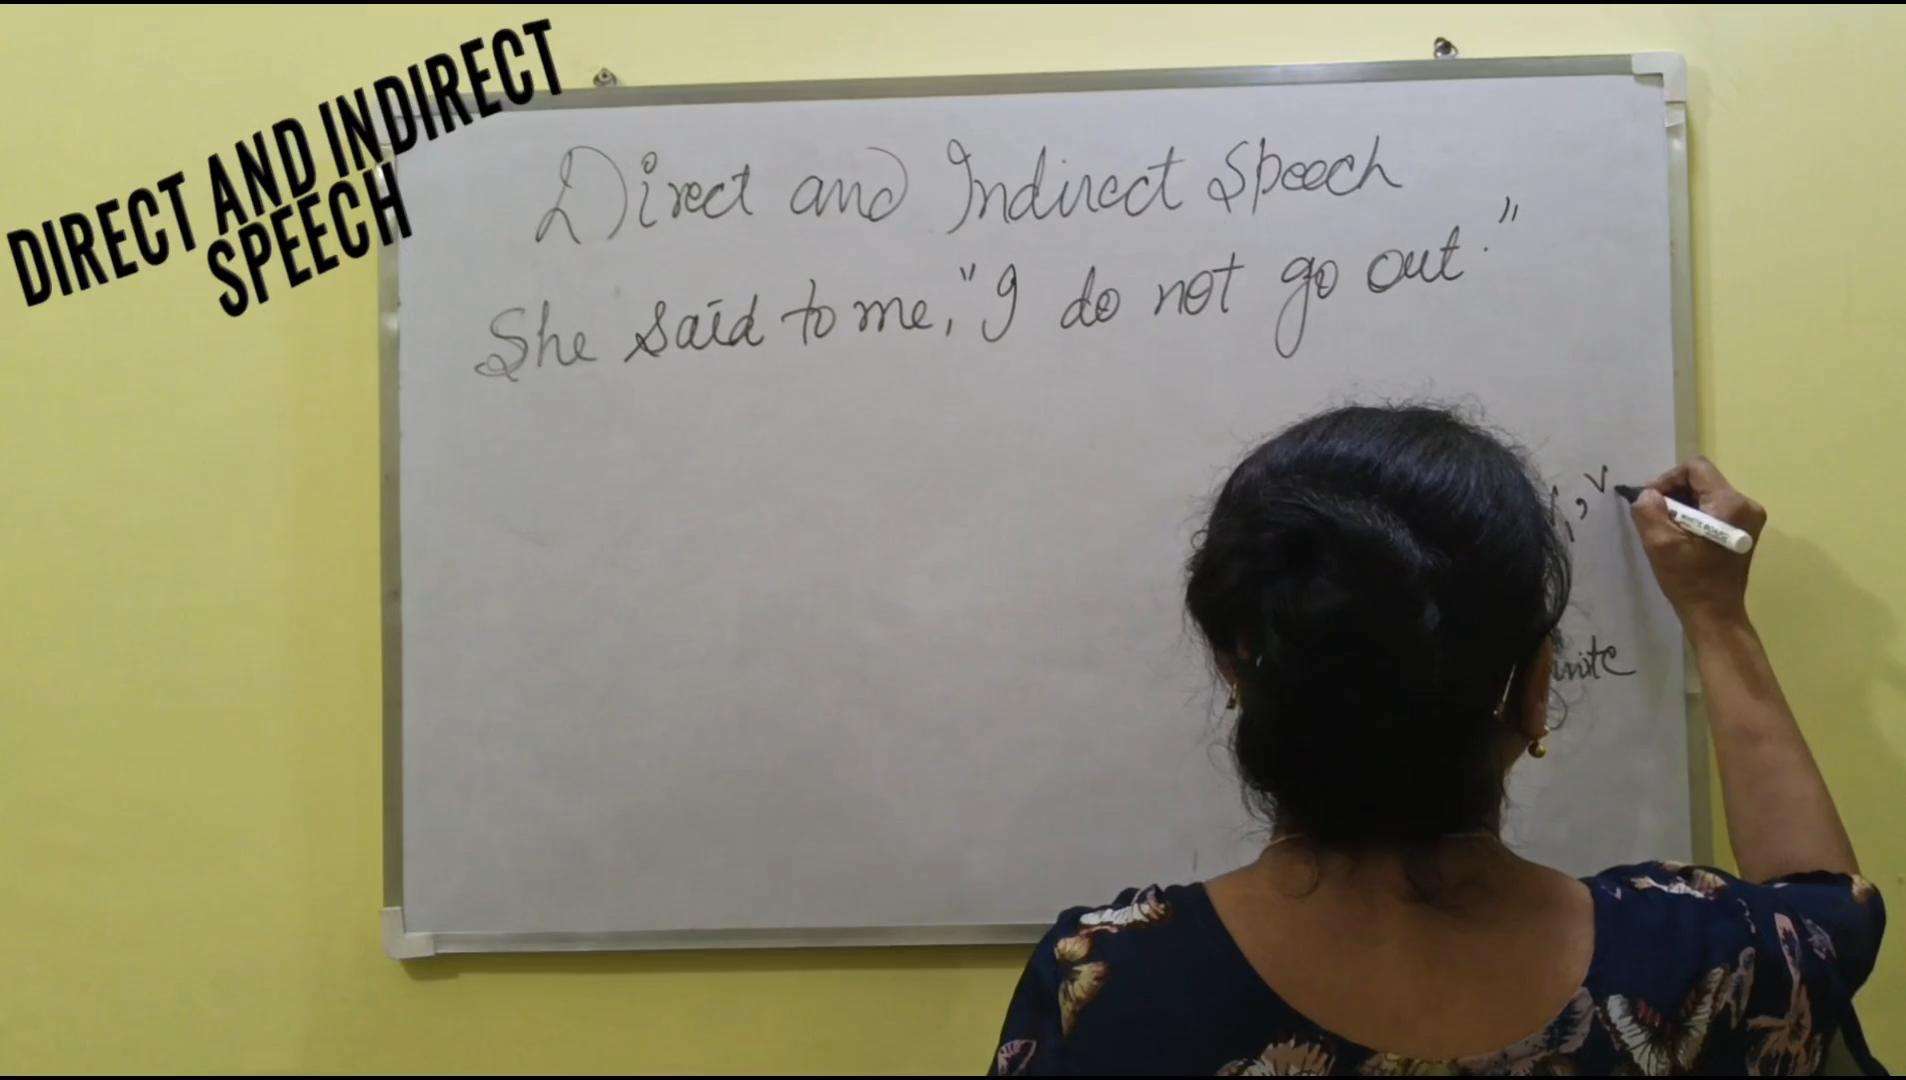 DIRECT AND INDIRECT
SPEECH
Direct and Indirect Speech
She said to me, "I do not go out."